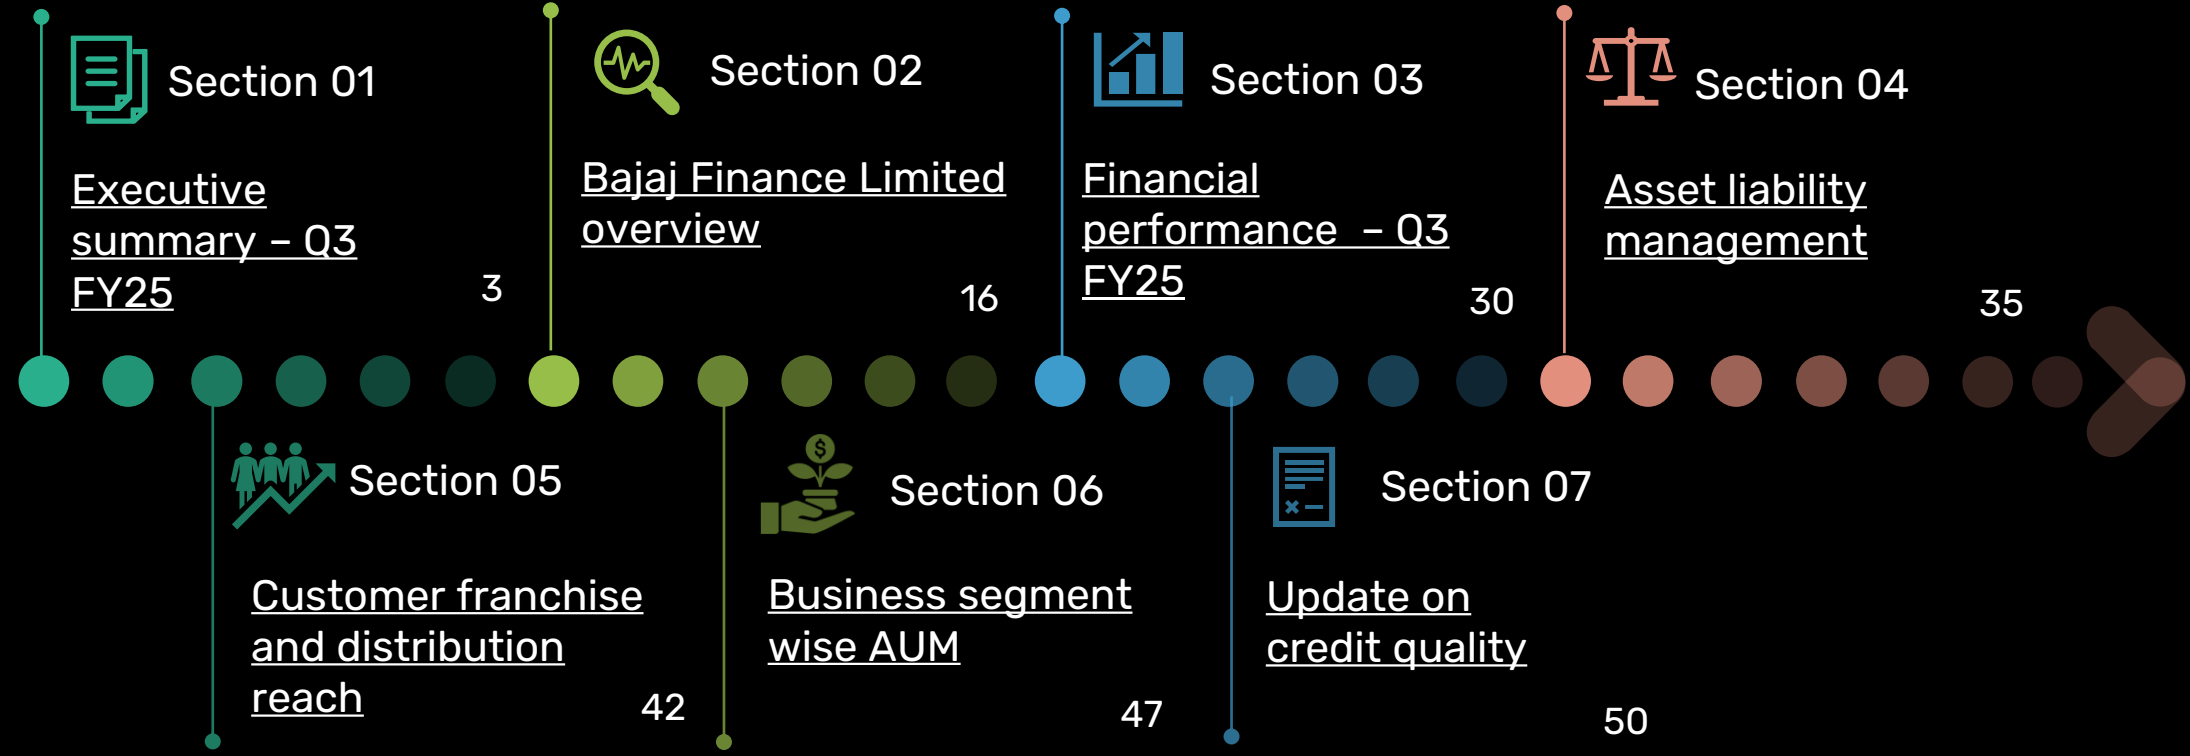 Section 01
Executive
summary – Q3
FY25
3
Section 02
Bajaj Finance Limited
overview
16
Section 03
Financial
performance – Q3
FY25
30
Section 04
Asset liability
management
35
Section 05
Customer franchise
and distribution
reach
42
Section 06
Business segment
wise AUM
47
Section 07
Update on
credit quality
50